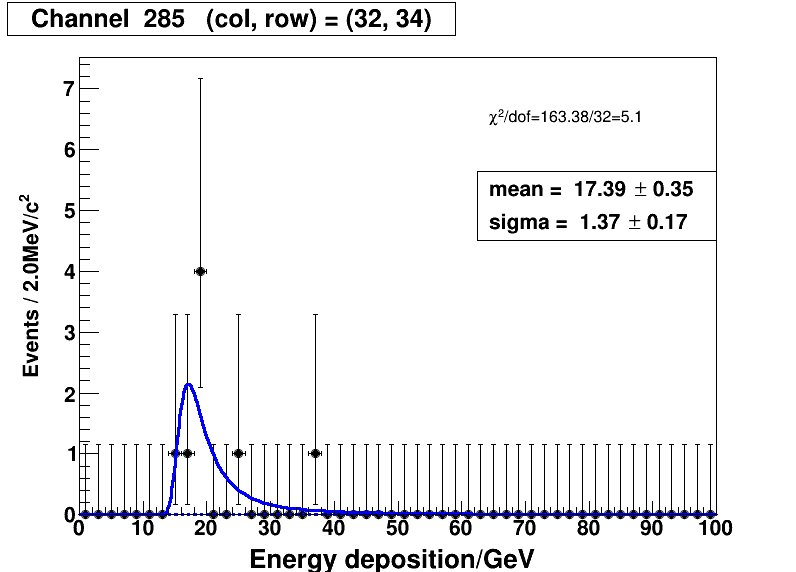 Channel 285 (col, row) = (32, 34)
χ²/dof=163.38/32=5.1
mean = 17.39 ± 0.35
sigma = 1.37 ± 0.17
Events / 2.0MeV/c²
7
6
5
4
3
2
1
0
0 10 20 30 40 50 60 70 80 90 100
Energy deposition/GeV